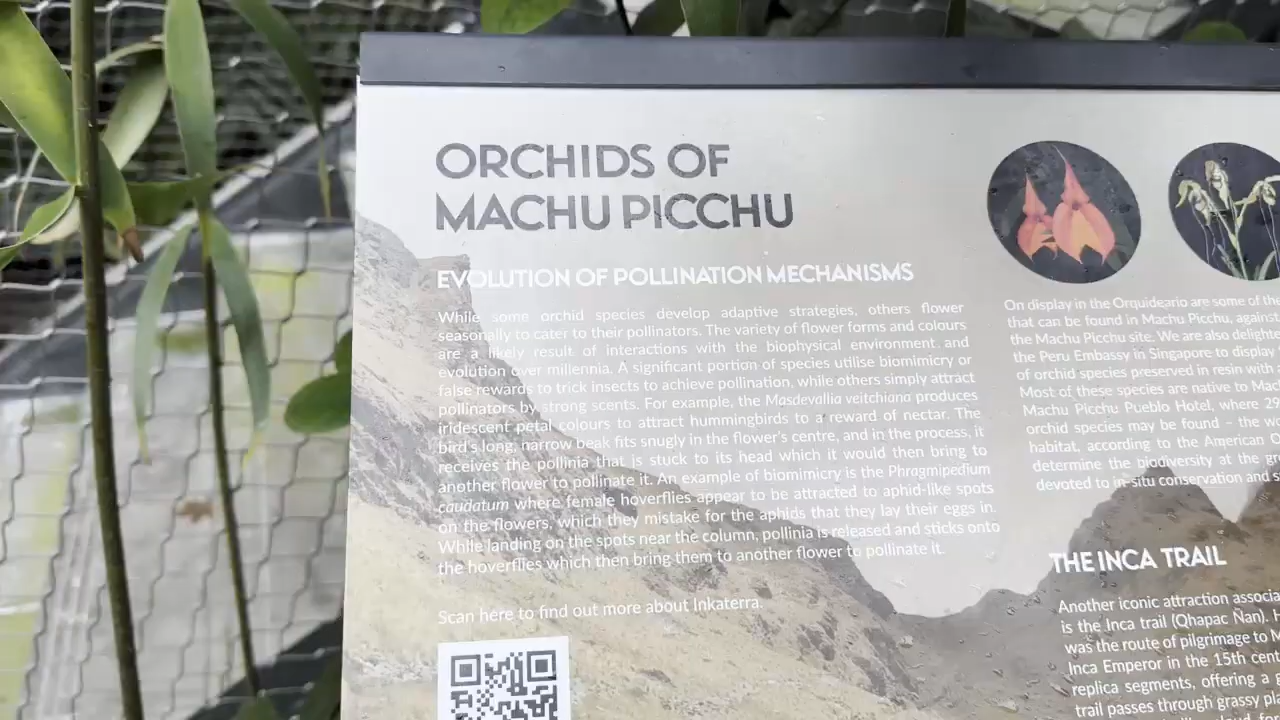 ORCHIDS OF
MACHU PICCHU
EVOLUTION OF POLLINATION MECHANISMS
While some orchid species develop adaptive strategies, others flower
seasonally to cater to their pollinators. The variety of flower forms and colours
are a likely result of interactions with the biophysical environment and
evolution over millennia. A significant portion of species utilise biomimicry or
false rewards to trick insects to achieve pollination, while others simply attract
pollinators by strong scents. For example, the Masdevallia veitchiana produces
iridescent petal colours to attract hummingbirds to a reward of nectar. The
bird's long, narrow beak fits snugly in the flower's centre, and in the process, it
receives the pollinia that is stuck to its head which it would then bring to
another flower to pollinate it. An example of biomimicry is the Phragmipedium
caudatum where female hoverflies appear to be attracted to aphid-like spots
on the flowers, which they mistake for the aphids that they lay their eggs in.
While landing on the spots near the column, pollinia is released and sticks onto
the hoverflies which then bring them to another flower to pollinate it.
Scan here to find out more about Inkaterra.
On display in the Orquideario are some of the
that can be found in Machu Picchu, against
the Machu Picchu site. We are also delighte
the Peru Embassy in Singapore to display
of orchid species preserved in resin with
Most of these species are native to Mac
Machu Picchu Pueblo Hotel, where 29
orchid species may be found – the wo
habitat, according to the American O
determine the biodiversity at the gr
devoted to in-situ conservation and s
THE INCA TRAIL
Another iconic attraction associa
is the Inca trail (Qhapac Ñan). H
was the route of pilgrimage to M
Inca Emperor in the 15th cent
replica segments, offering a g
trail passes through grassy pla